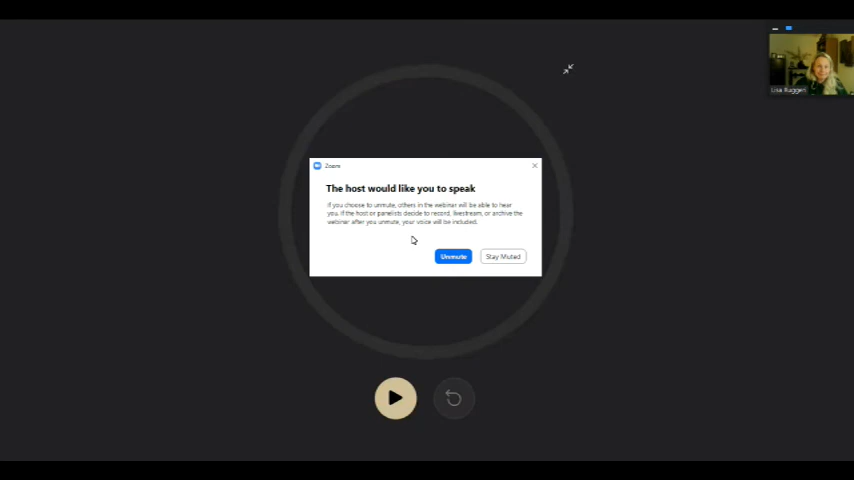 Zoom
The host would like you to speak
If you choose to unmute, others in the webinar will be able to hear
you. If the host or panelists decide to record, livestream, or archive the
webinar after you unmute, your voice will be included.
Unmute
Stay Muted
Lisa Ruggeri